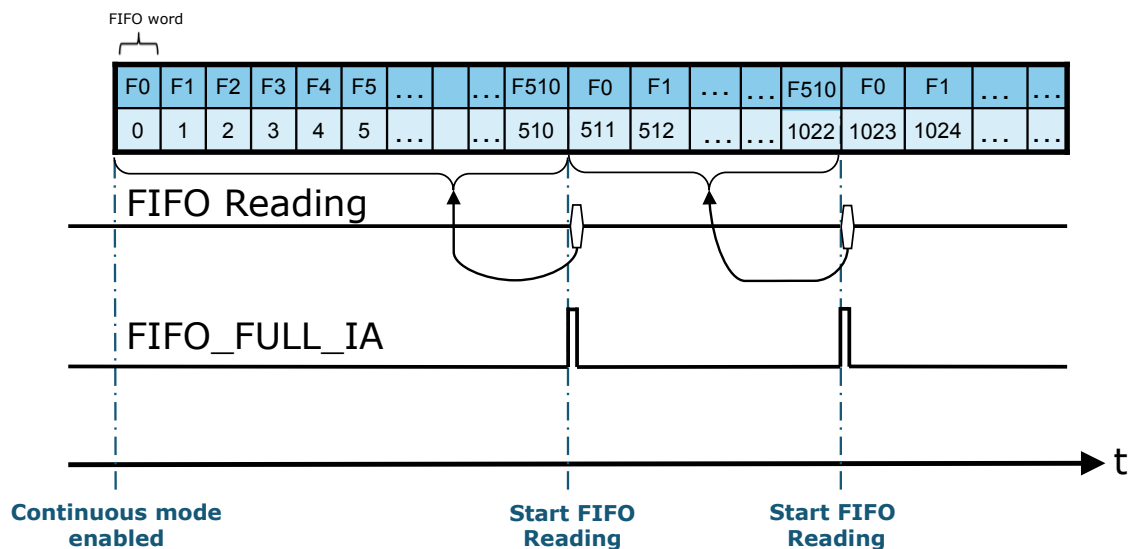 FIFO word
F0 F1 F2 F3 F4 F5 ... ... F510 F0 F1 ... ... F510 F0 F1 ... ...
0 1 2 3 4 5 ... ... 510 511 512 ... ... 1022 1023 1024 ... ...
FIFO Reading
FIFO_FULL_IA
t
Continuous mode
enabled
Start FIFO
Reading
Start FIFO
Reading